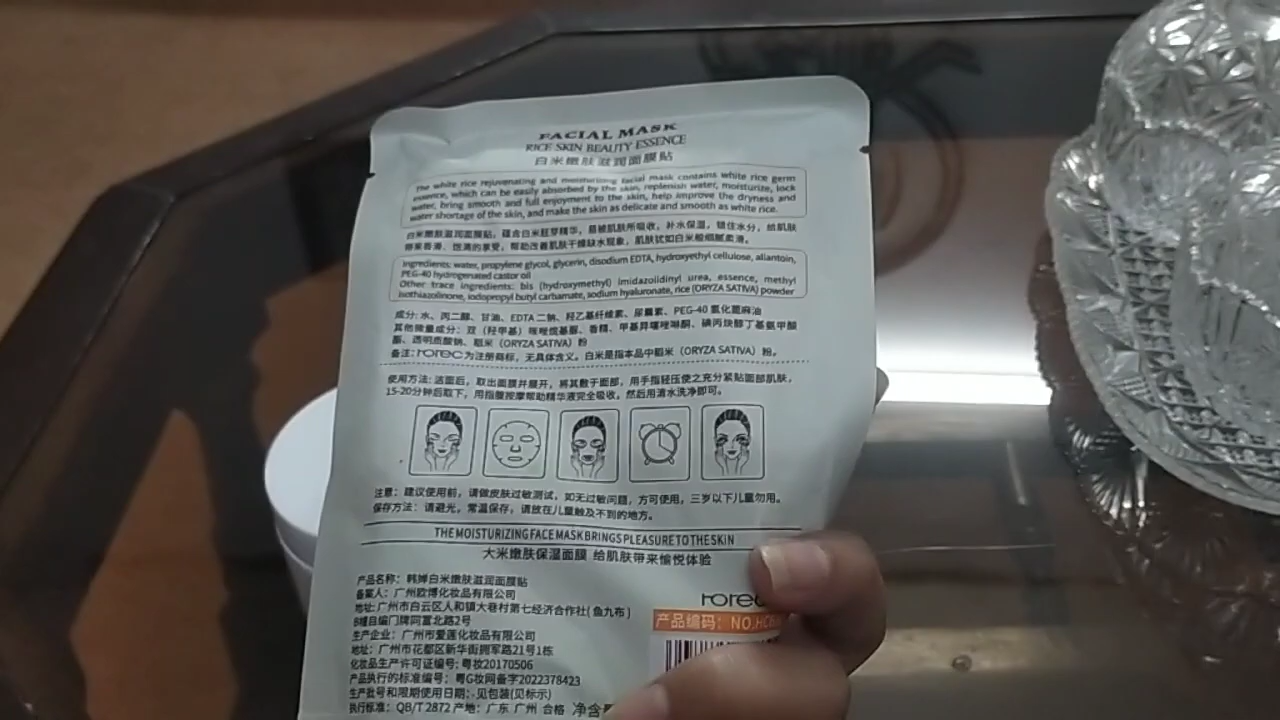 FACIAL MASK
RICE SKIN BEAUTY ESSENCE
白米嫩肤滋润面膜贴
The white rice rejuvenating and moisturizing facial mask contains white rice germ
essence, which can be easily absorbed by the skin, replenish water, moisturize, lock
water, bring smooth and full enjoyment to the skin, help improve the dryness and
water shortage of the skin, and make the skin as delicate and smooth as white rice.
白米嫩肤滋润面膜贴，蕴含白米胚芽精华，易被肌肤所吸收，补水保湿，锁住水分，给肌肤
带来香滑、饱满的享受，帮助改善肌肤干燥缺水现象，肌肤犹如白米般细腻柔滑。
Ingredients: water, propylene glycol, glycerin, disodium EDTA, hydroxyethyl cellulose, allantoin,
PEG-40 hydrogenated castor oil
Other trace ingredients: bis (hydroxymethyl) imidazolidinyl urea, essence, methyl
isothiazolinone, iodopropyl butyl carbamate, sodium hyaluronate, rice (ORYZA SATIVA) powder
成分: 水、丙二醇、甘油、EDTA 二钠、羟乙基纤维素、尿囊素、PEG-40 氢化蓖麻油
其他微量成分：双（羟甲基）咪唑烷基脲、香精、甲基异噻唑啉酮、碘丙炔醇丁基氨甲酸
酯、透明质酸钠、稻米（ORYZA SATIVA）粉
备注: rorec 为注册商标，无具体含义。白米是指本品中稻米（ORYZA SATIVA）粉。
使用方法: 洁面后，取出面膜并展开，将其敷于面部，用手指轻压使之充分紧贴面部肌肤，
15-20分钟后取下，用指腹按摩帮助精华液完全吸收。然后用清水洗净即可。
注意：建议使用前，请做皮肤过敏测试，如无过敏问题，方可使用，三岁以下儿童勿用。
保存方法：请避光，常温保存，请放在儿童触及不到的地方。
THE MOISTURIZING FACE MASK BRINGS PLEASURE TO THE SKIN
大米嫩肤保湿面膜 给肌肤带来愉悦体验
产品名称：韩婵白米嫩肤滋润面膜贴
备案人：广州欧博化妆品有限公司
地址:广州市白云区人和镇大巷村第七经济合作社(鱼九布)
B幢自编门牌同富北路2号
生产企业：广州市爱莲化妆品有限公司
地址：广州市花都区新华街拥军路21号1栋
化妆品生产许可证编号: 粤妆20170506
产品执行的标准编号：粤G妆网备字2022378423
生产批号和限期使用日期: 见包装(见标示)
执行标准：QB/T 2872 产地：广东 广州 合格 净含
rorec
产品编码：NO.HC